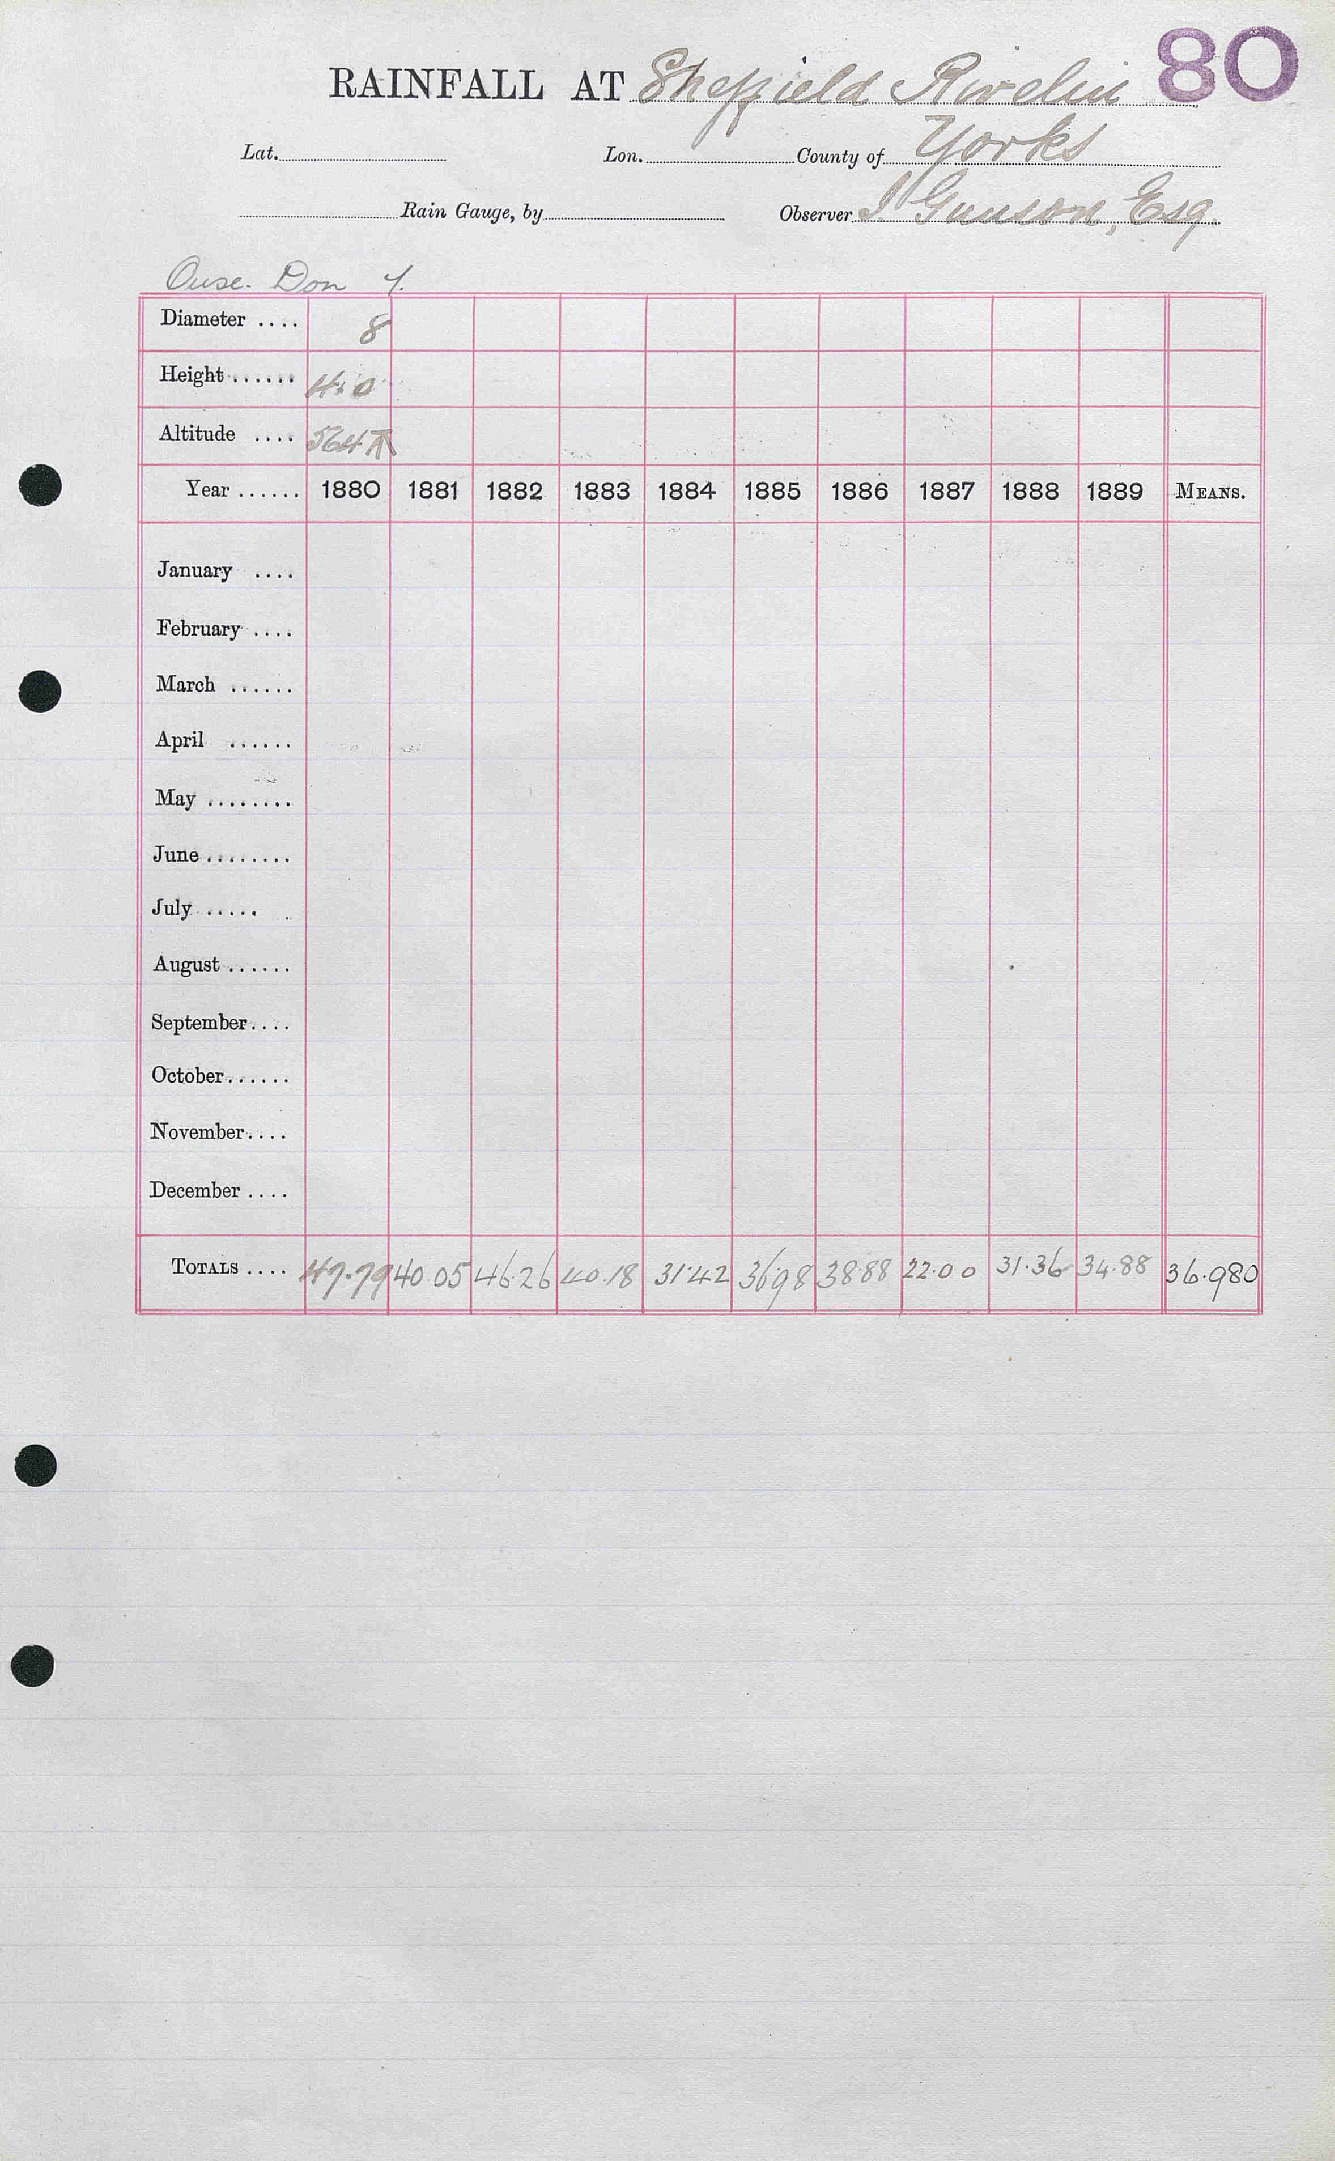 80
RAINFALL AT Sheffield Rivelin
Lat. Lon. County of Yorks
Rain Gauge, by Observer J Gunson, Esq.
Ouse. Don
Diameter .... 8
Height ...... 4.0
Altitude .... 564
Year ...... 1880 1881 1882 1883 1884 1885 1886 1887 1888 1889 MEANS.
January ....
February ....
March ......
April ......
May ........
June ........
July .....
August ......
September ....
October ......
November ....
December ....
TOTALS .... 47.79 40.05 46.26 40.18 31.42 36.98 38.88 22.00 31.36 34.88 36.980